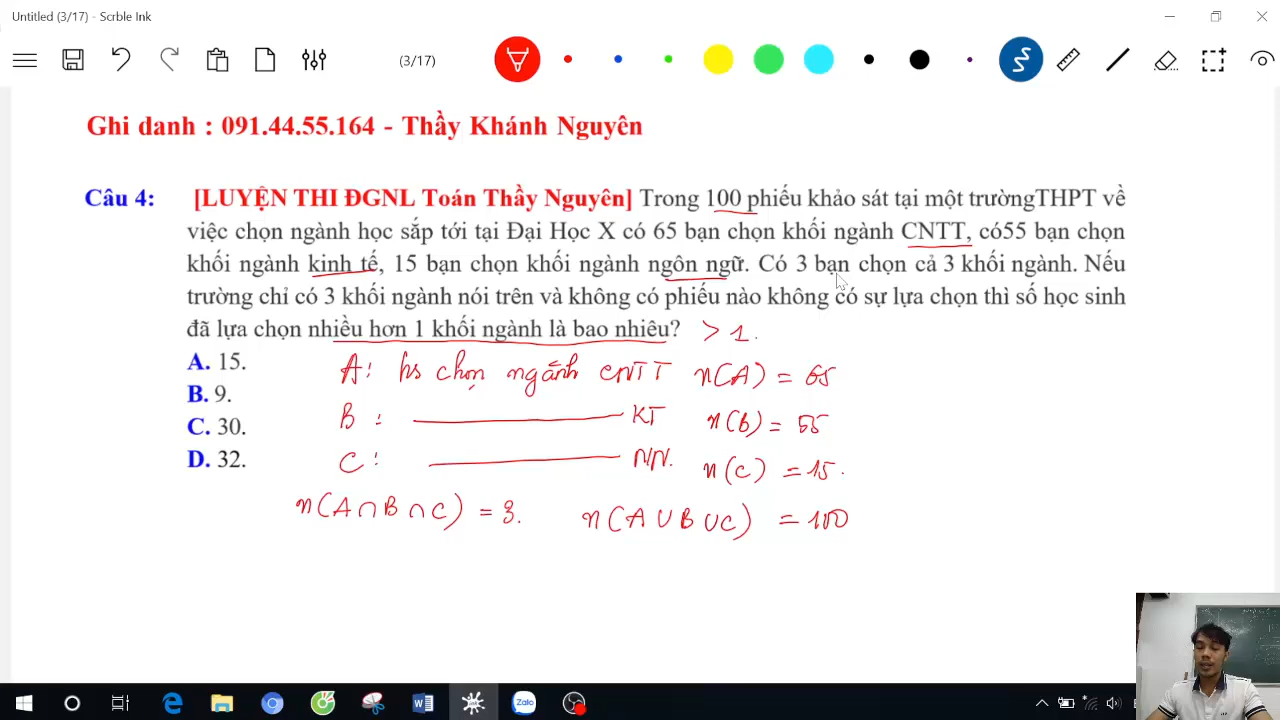 Untitled (3/17) - Scrble Ink
(3/17)
Ghi danh : 091.44.55.164 - Thầy Khánh Nguyên
Câu 4: [LUYỆN THI ĐGNL Toán Thầy Nguyên] Trong 100 phiếu khảo sát tại một trườngTHPT về
việc chọn ngành học sắp tới tại Đại Học X có 65 bạn chọn khối ngành CNTT, có55 bạn chọn
khối ngành kinh tế, 15 bạn chọn khối ngành ngôn ngữ. Có 3 bạn chọn cả 3 khối ngành. Nếu
trường chỉ có 3 khối ngành nói trên và không có phiếu nào không có sự lựa chọn thì số học sinh
đã lựa chọn nhiều hơn 1 khối ngành là bao nhiêu? > 1.
A. 15.
A: hs chọn ngành CNTT n(A) = 65
B. 9.
B : KT n(B) = 55
C. 30.
C : NN. n(C) = 15.
D. 32.
n(A∩B∩C) = 3. n(A∪B∪C) = 100
Zalo